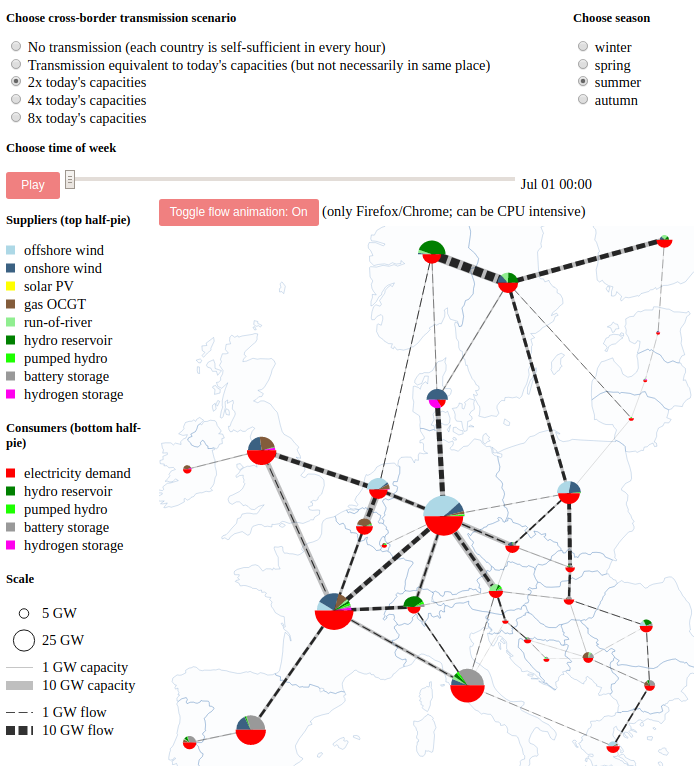 Choose cross-border transmission scenario
No transmission (each country is self-sufficient in every hour)
Transmission equivalent to today's capacities (but not necessarily in same place)
2x today's capacities
4x today's capacities
8x today's capacities
Choose season
winter
spring
summer
autumn
Choose time of week
Play
Jul 01 00:00
Toggle flow animation: On (only Firefox/Chrome; can be CPU intensive)
Suppliers (top half-pie)
offshore wind
onshore wind
solar PV
gas OCGT
run-of-river
hydro reservoir
pumped hydro
battery storage
hydrogen storage
Consumers (bottom half-
pie)
electricity demand
hydro reservoir
pumped hydro
battery storage
hydrogen storage
Scale
5 GW
25 GW
1 GW capacity
10 GW capacity
1 GW flow
10 GW flow